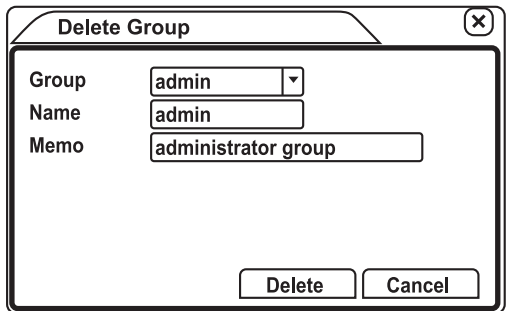 Delete Group
Group admin
Name admin
Memo administrator group
Delete Cancel